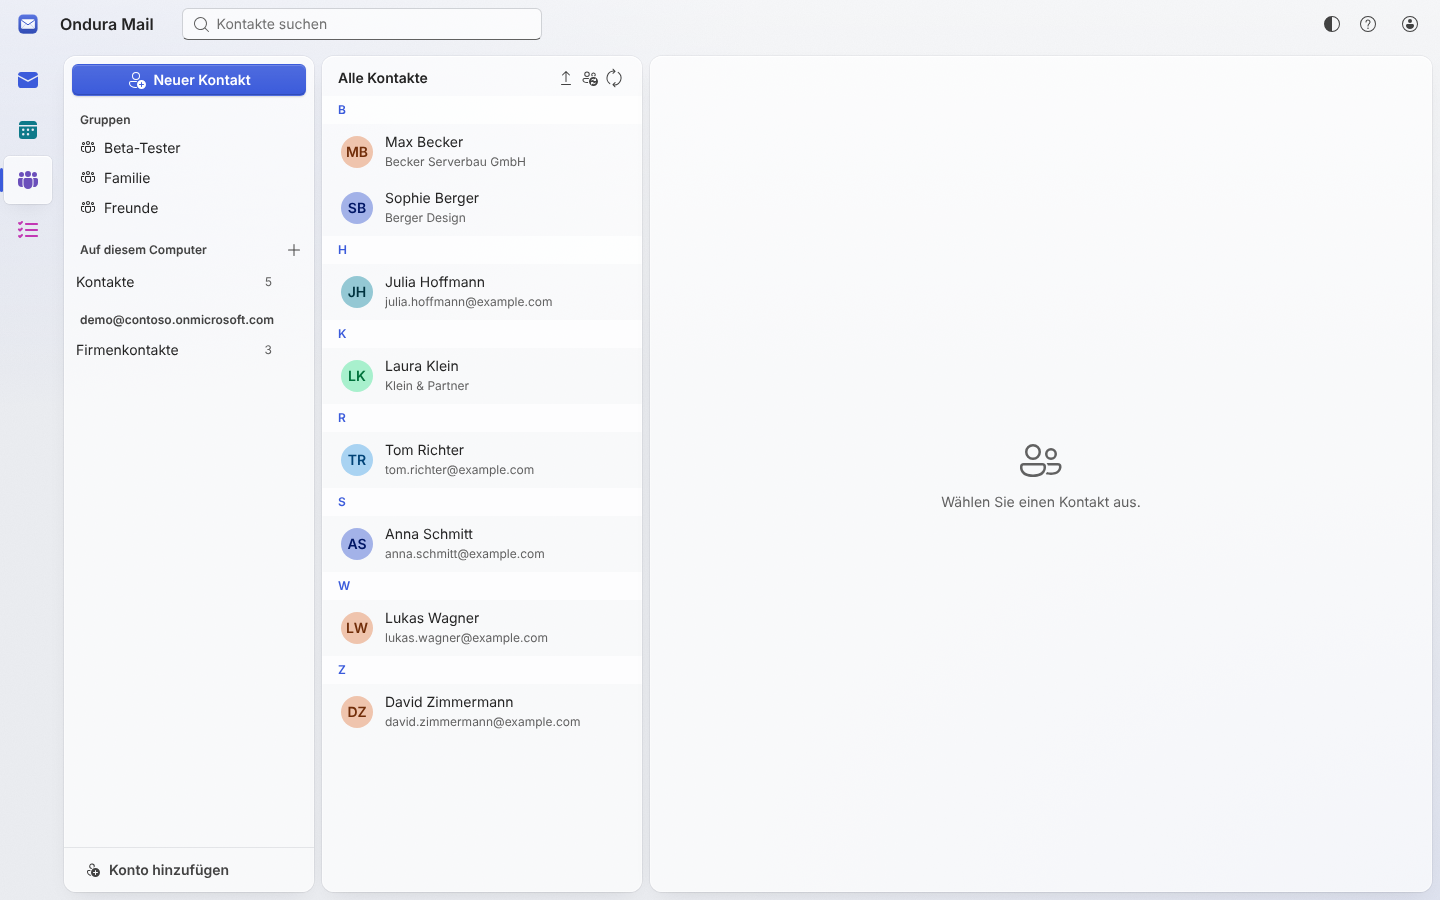 Ondura Mail
Kontakte suchen
Neuer Kontakt
Gruppen
Beta-Tester
Familie
Freunde
Auf diesem Computer
Kontakte 5
demo@contoso.onmicrosoft.com
Firmenkontakte 3
Konto hinzufügen
Alle Kontakte
B
MB
Max Becker
Becker Serverbau GmbH
SB
Sophie Berger
Berger Design
H
JH
Julia Hoffmann
julia.hoffmann@example.com
K
LK
Laura Klein
Klein & Partner
R
TR
Tom Richter
tom.richter@example.com
S
AS
Anna Schmitt
anna.schmitt@example.com
W
LW
Lukas Wagner
lukas.wagner@example.com
Z
DZ
David Zimmermann
david.zimmermann@example.com
Wählen Sie einen Kontakt aus.